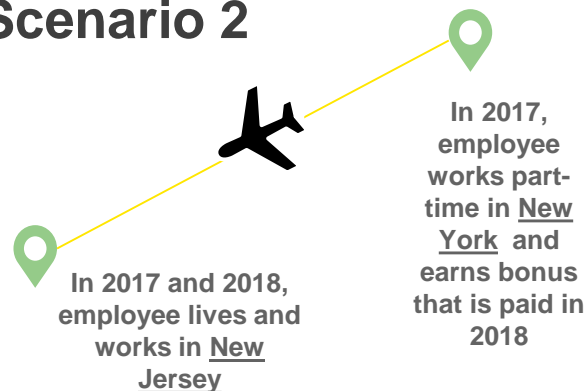 Scenario 2
In 2017,
employee
works part-
time in New
York and
earns bonus
that is paid in
2018
In 2017 and 2018,
employee lives and
works in New
Jersey